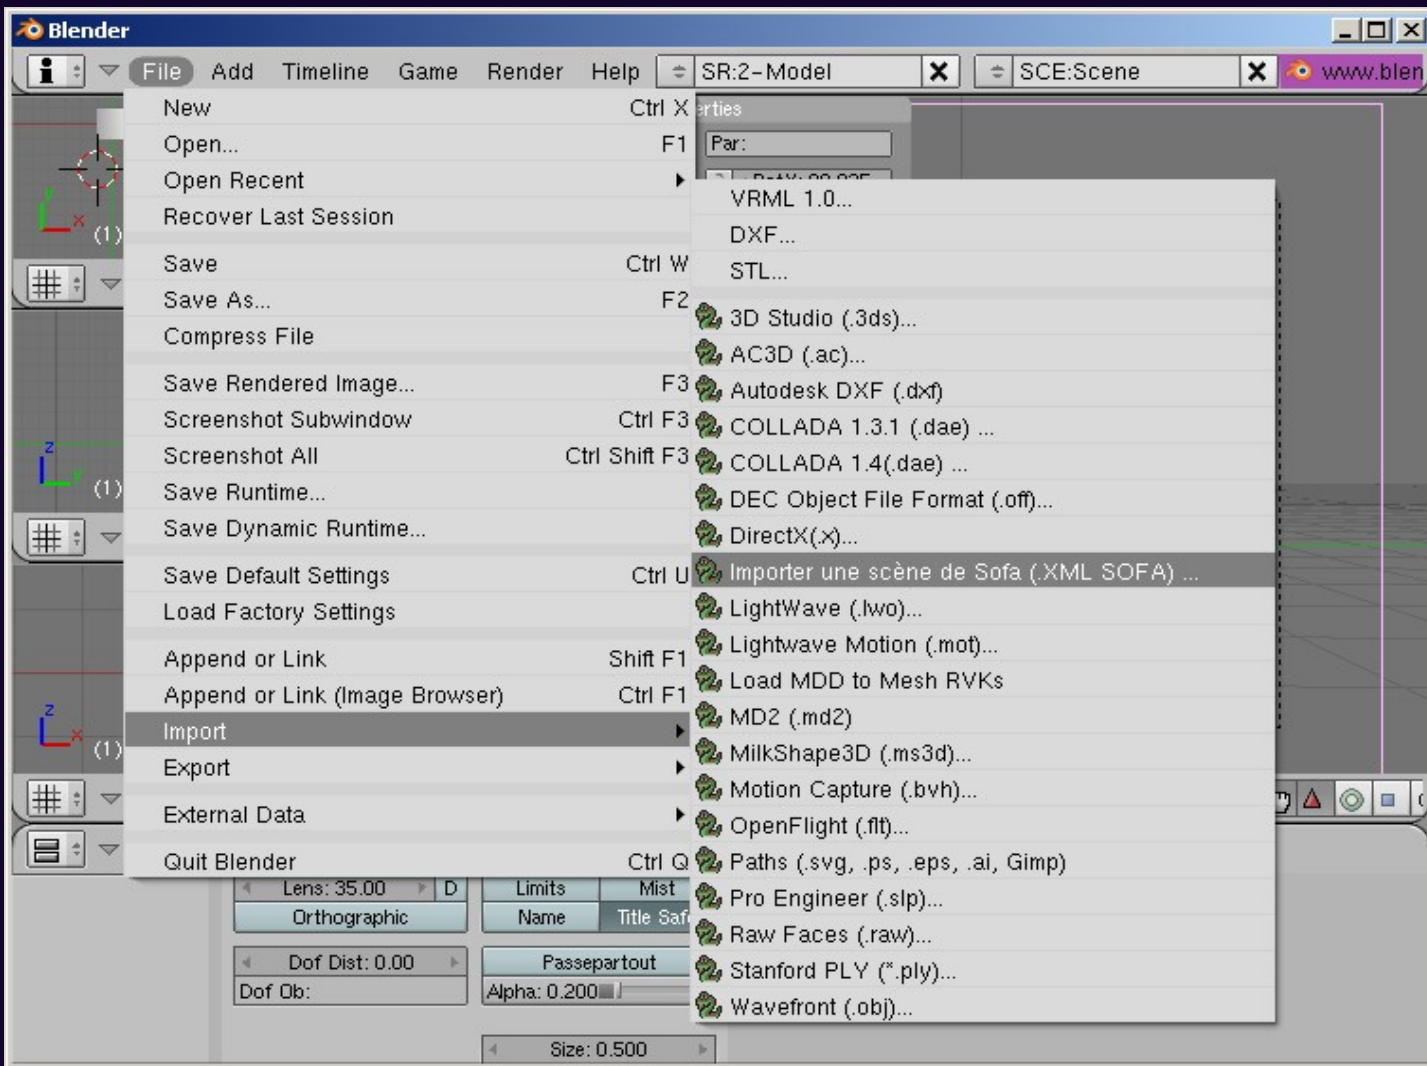 Blender
File Add Timeline Game Render Help SR:2-Model SCE:Scene www.blen
New Ctrl X
Open... F1
Open Recent
Recover Last Session
Save Ctrl W
Save As... F2
Compress File
Save Rendered Image... F3
Screenshot Subwindow Ctrl F3
Screenshot All Ctrl Shift F3
Save Runtime...
Save Dynamic Runtime...
Save Default Settings Ctrl U
Load Factory Settings
Append or Link Shift F1
Append or Link (Image Browser) Ctrl F1
Import
Export
External Data
Quit Blender Ctrl Q
erties
Par:
VRML 1.0...
DXF...
STL...
3D Studio (.3ds)...
AC3D (.ac)...
Autodesk DXF (.dxf)
COLLADA 1.3.1 (.dae) ...
COLLADA 1.4(.dae) ...
DEC Object File Format (.off)...
DirectX(.x)...
Importer une scène de Sofa (.XML SOFA) ...
LightWave (.lwo)...
Lightwave Motion (.mot)...
Load MDD to Mesh RVKs
MD2 (.md2)
MilkShape3D (.ms3d)...
Motion Capture (.bvh)...
OpenFlight (.flt)...
Paths (.svg, .ps, .eps, .ai, Gimp)
Pro Engineer (.slp)...
Raw Faces (.raw)...
Stanford PLY (*.ply)...
Wavefront (.obj)...
y
x
(1)
z
y
(1)
z
x
(1)
Lens: 35.00 D Limits Mist
Orthographic Name Title Saf
Dof Dist: 0.00 Passepartout
Dof Ob: Alpha: 0.200
Size: 0.500